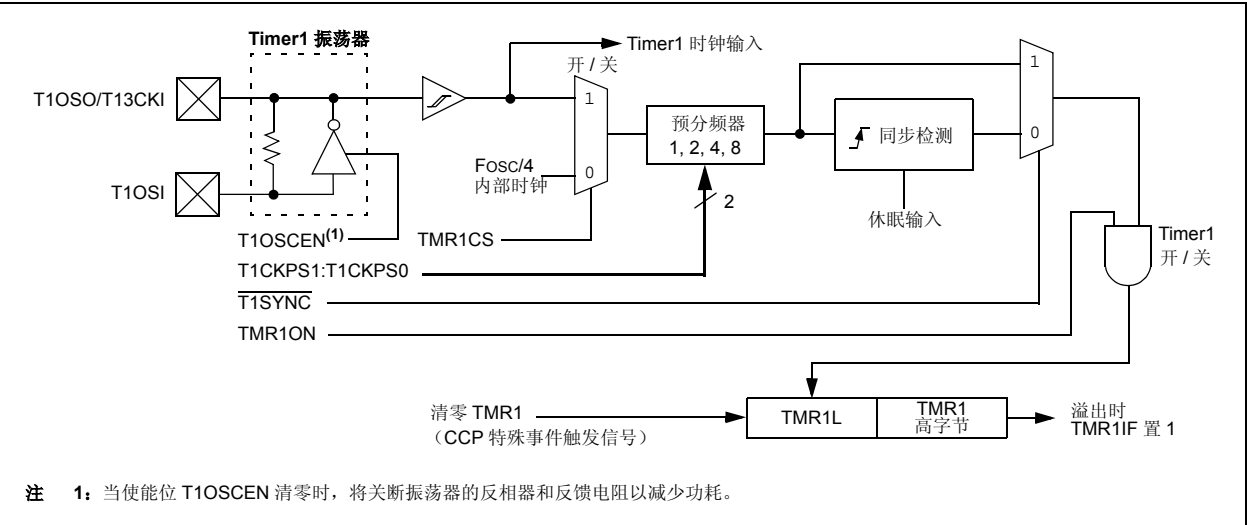 Timer1 振荡器
Timer1 时钟输入
开 / 关
1
1
T1OSO/T13CKI
预分频器
1, 2, 4, 8
同步检测
0
FOSC/4
内部时钟
0
T1OSI
2
休眠输入
T1OSCEN(1)
TMR1CS
Timer1
开 / 关
T1CKPS1:T1CKPS0
T1SYNC
TMR1ON
清零 TMR1
（CCP 特殊事件触发信号）
TMR1L
TMR1
高字节
溢出时
TMR1IF 置 1
注 1: 当使能位 T1OSCEN 清零时，将关断振荡器的反相器和反馈电阻以减少功耗。